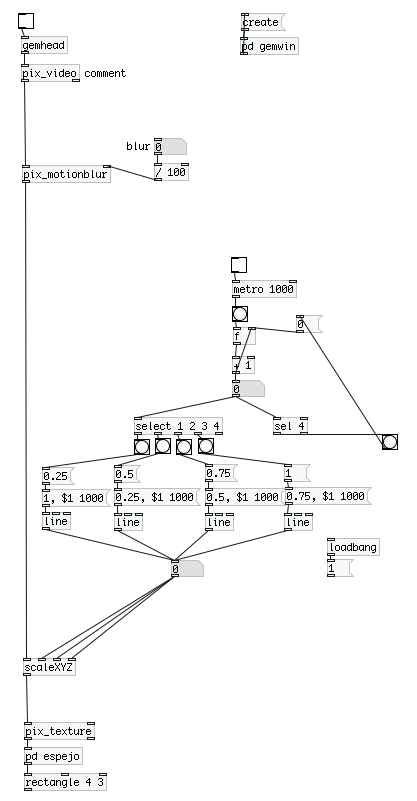 create
gemhead
pd gemwin
pix_video comment
blur 0
pix_motionblur
/ 100
metro 1000
0
f
+ 1
0
select 1 2 3 4
sel 4
0.25
0.5
0.75
1
1, $1 1000
0.25, $1 1000
0.5, $1 1000
0.75, $1 1000
line
line
line
line
loadbang
0
1
scaleXYZ
pix_texture
pd espejo
rectangle 4 3